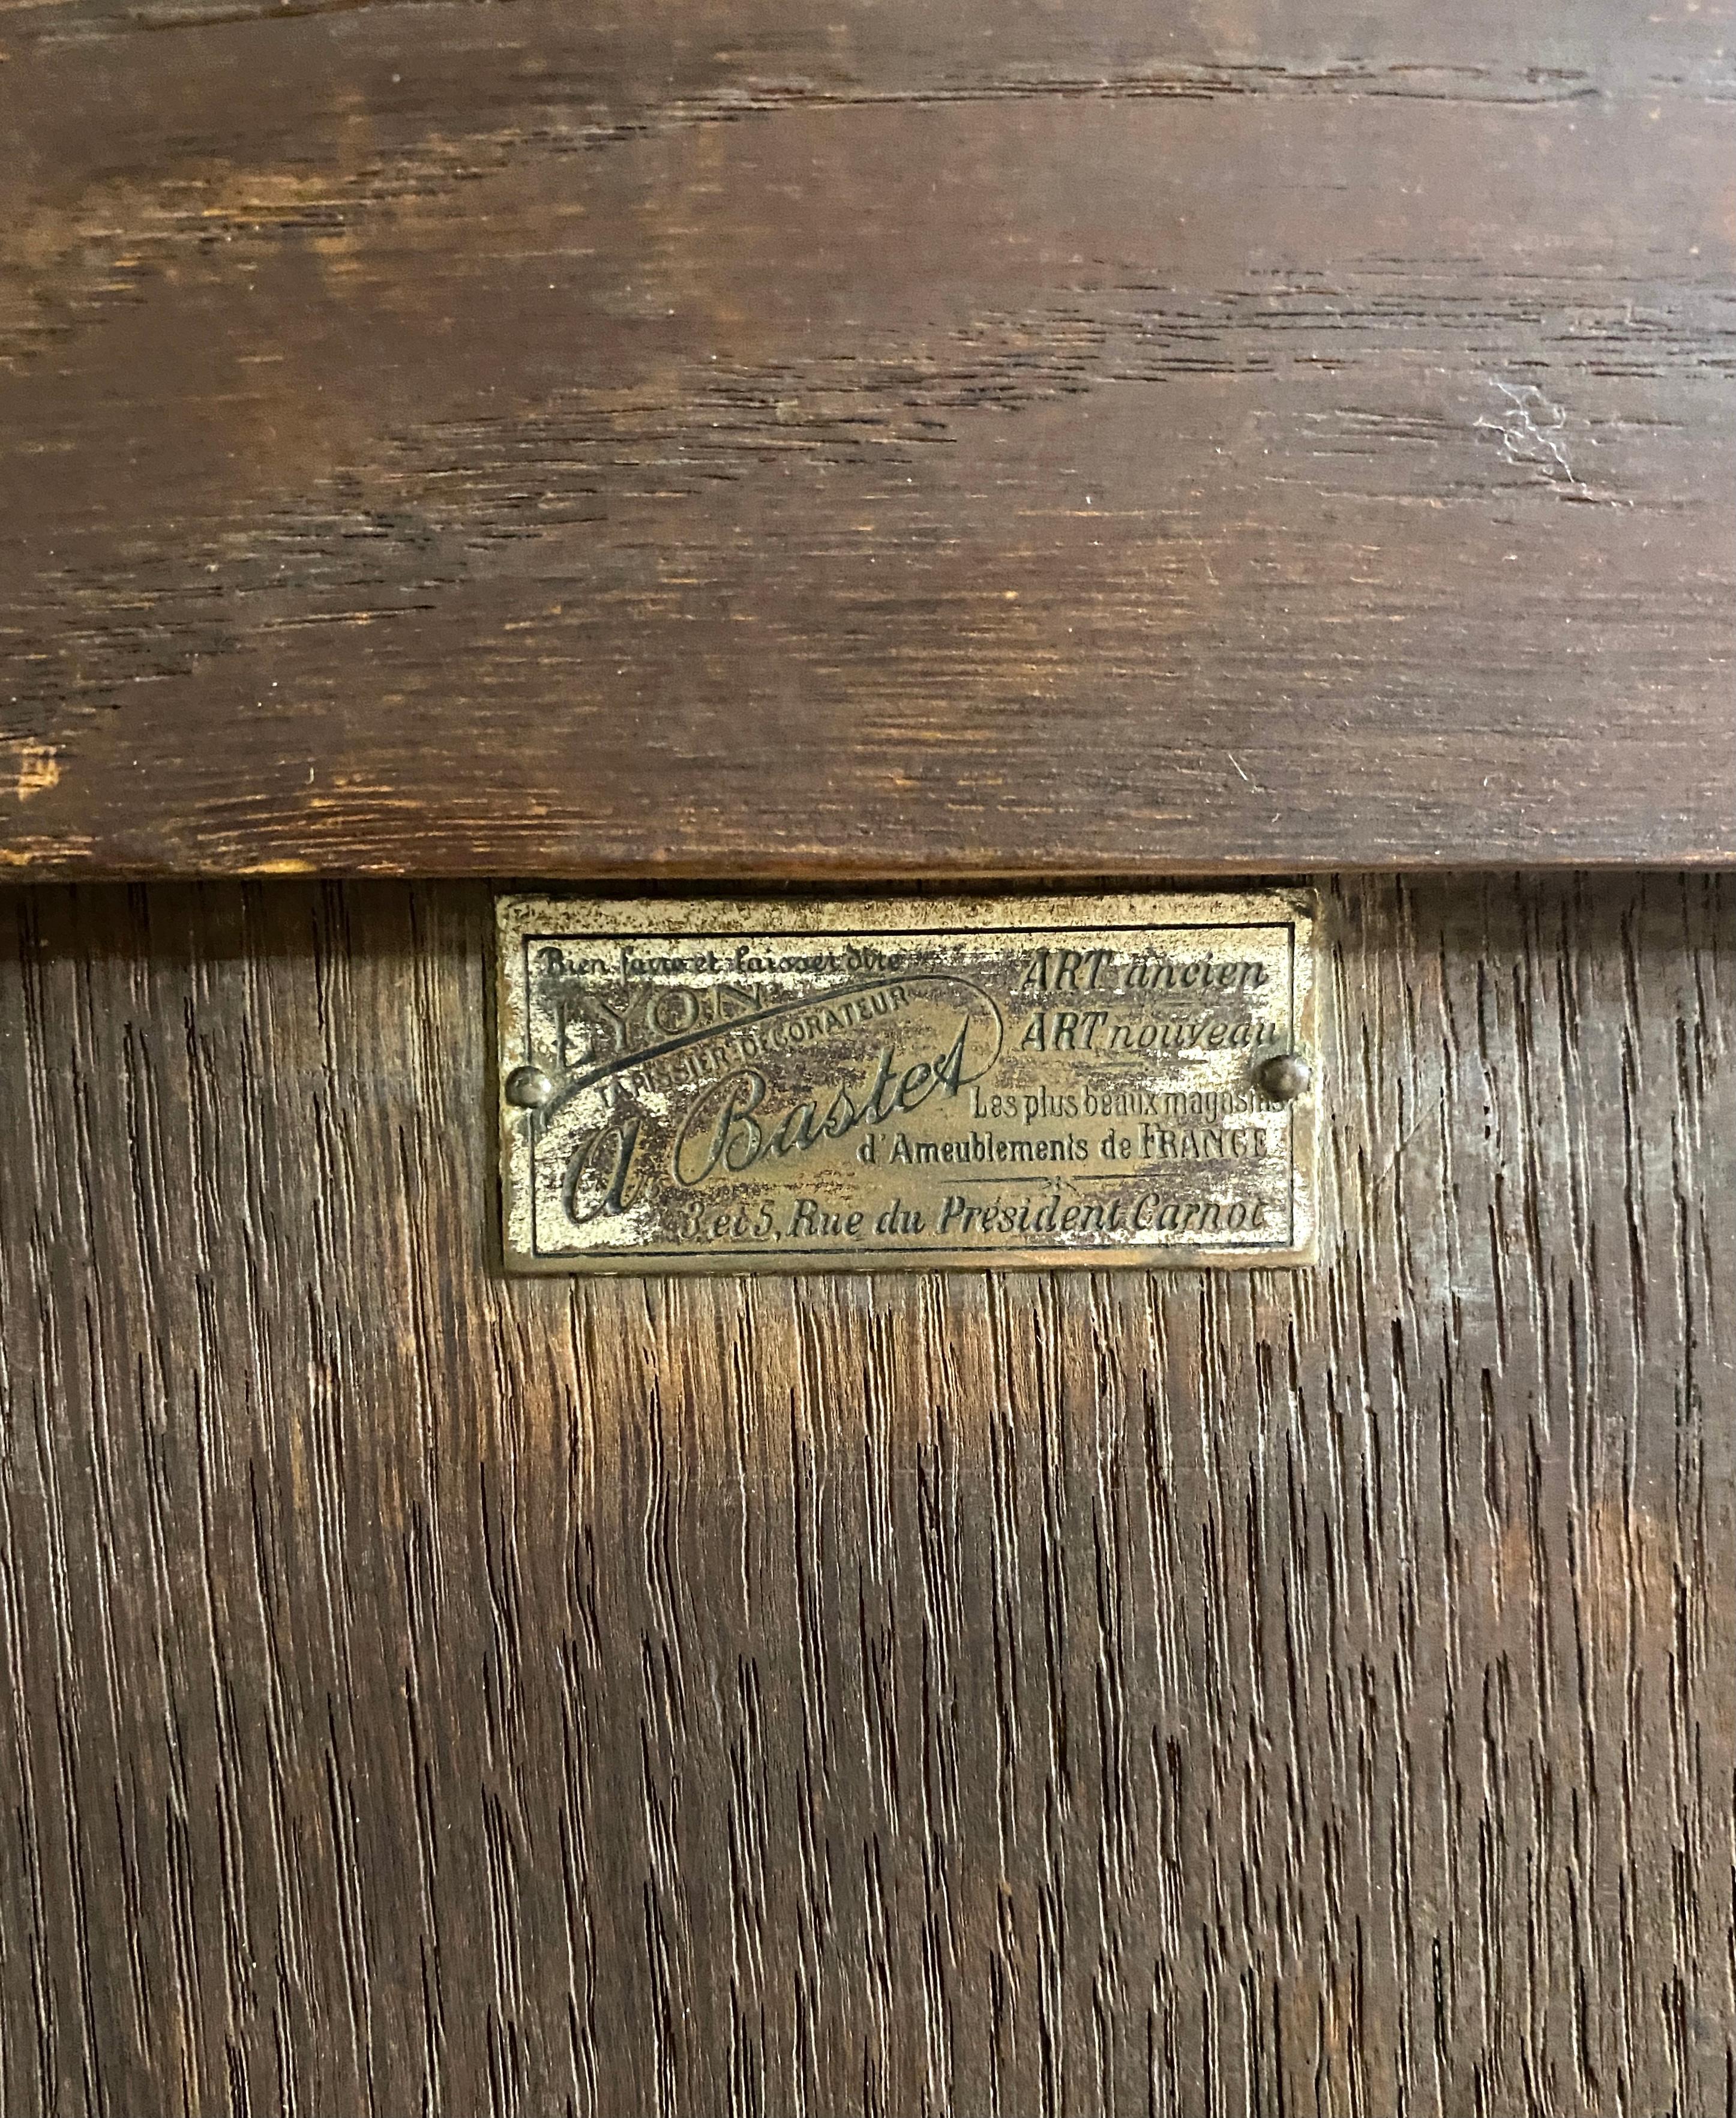 Bien faire et laisser dire
LYON
TAPISSIER-DÉCORATEUR
A Bastet
ART ancien
ART nouveau
Les plus beaux magasins
d'Ameublements de FRANCE
3 et 5, Rue du Président Carnot